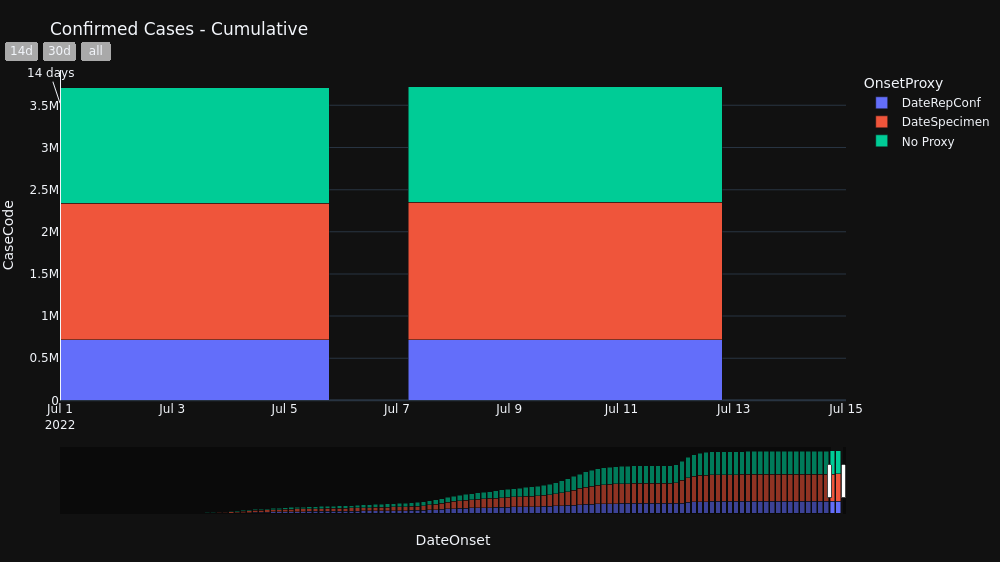 Confirmed Cases - Cumulative
14d 30d all
14 days
OnsetProxy
DateRepConf
DateSpecimen
No Proxy
CaseCode
3.5M
3M
2.5M
2M
1.5M
1M
0.5M
0
Jul 1 Jul 3 Jul 5 Jul 7 Jul 9 Jul 11 Jul 13 Jul 15
2022
DateOnset